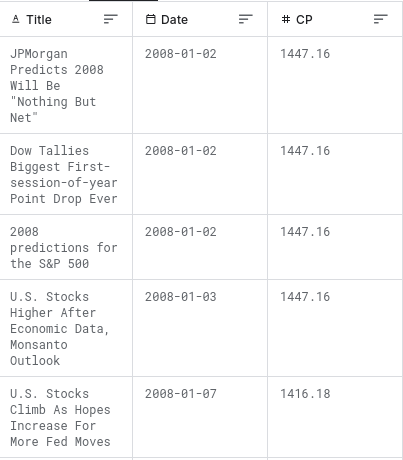 Title Date # CP
JPMorgan 2008-01-02 1447.16
Predicts 2008
Will Be
"Nothing But
Net"
Dow Tallies 2008-01-02 1447.16
Biggest First-
session-of-year
Point Drop Ever
2008 2008-01-02 1447.16
predictions for
the S&P 500
U.S. Stocks 2008-01-03 1447.16
Higher After
Economic Data,
Monsanto
Outlook
U.S. Stocks 2008-01-07 1416.18
Climb As Hopes
Increase For
More Fed Moves